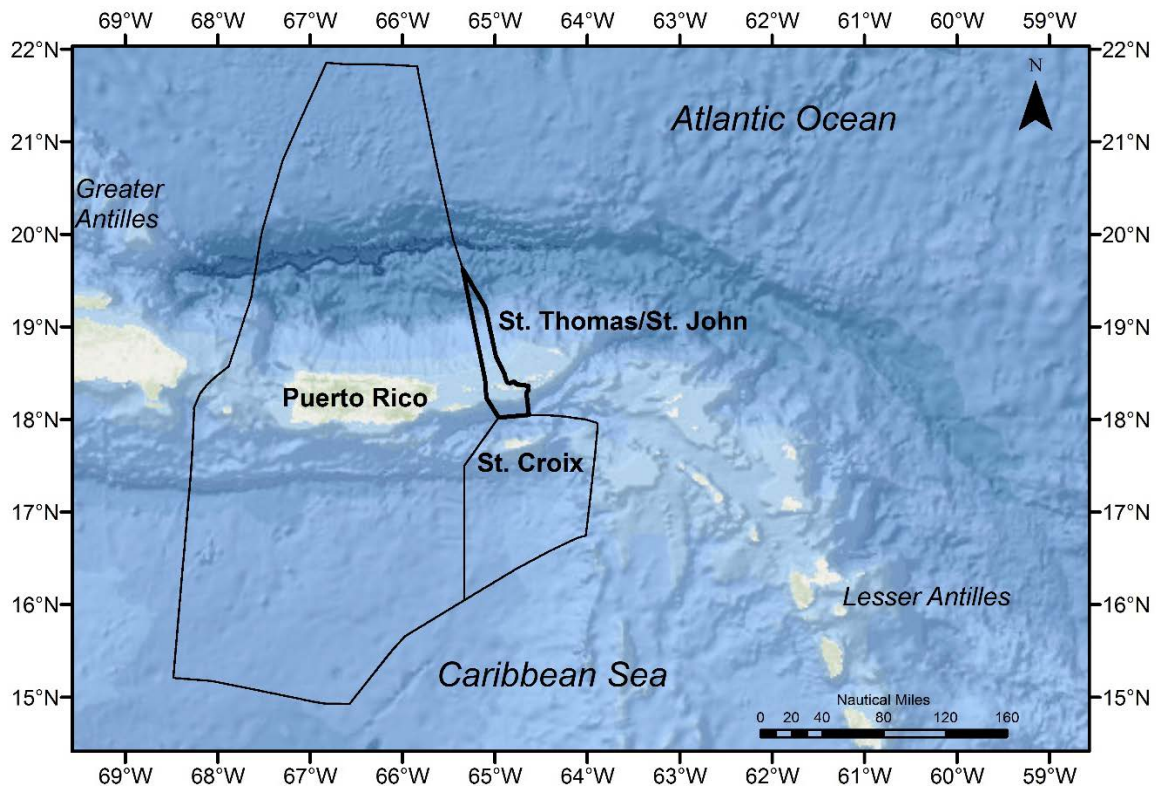 69°W 68°W 67°W 66°W 65°W 64°W 63°W 62°W 61°W 60°W 59°W
22°N 22°N
N
Atlantic Ocean
21°N 21°N
Greater
Antilles
20°N 20°N
19°N 19°N
St. Thomas/St. John
Puerto Rico
18°N 18°N
St. Croix
17°N 17°N
16°N 16°N
Lesser Antilles
Caribbean Sea
15°N 15°N
Nautical Miles
0 20 40 80 120 160
69°W 68°W 67°W 66°W 65°W 64°W 63°W 62°W 61°W 60°W 59°W